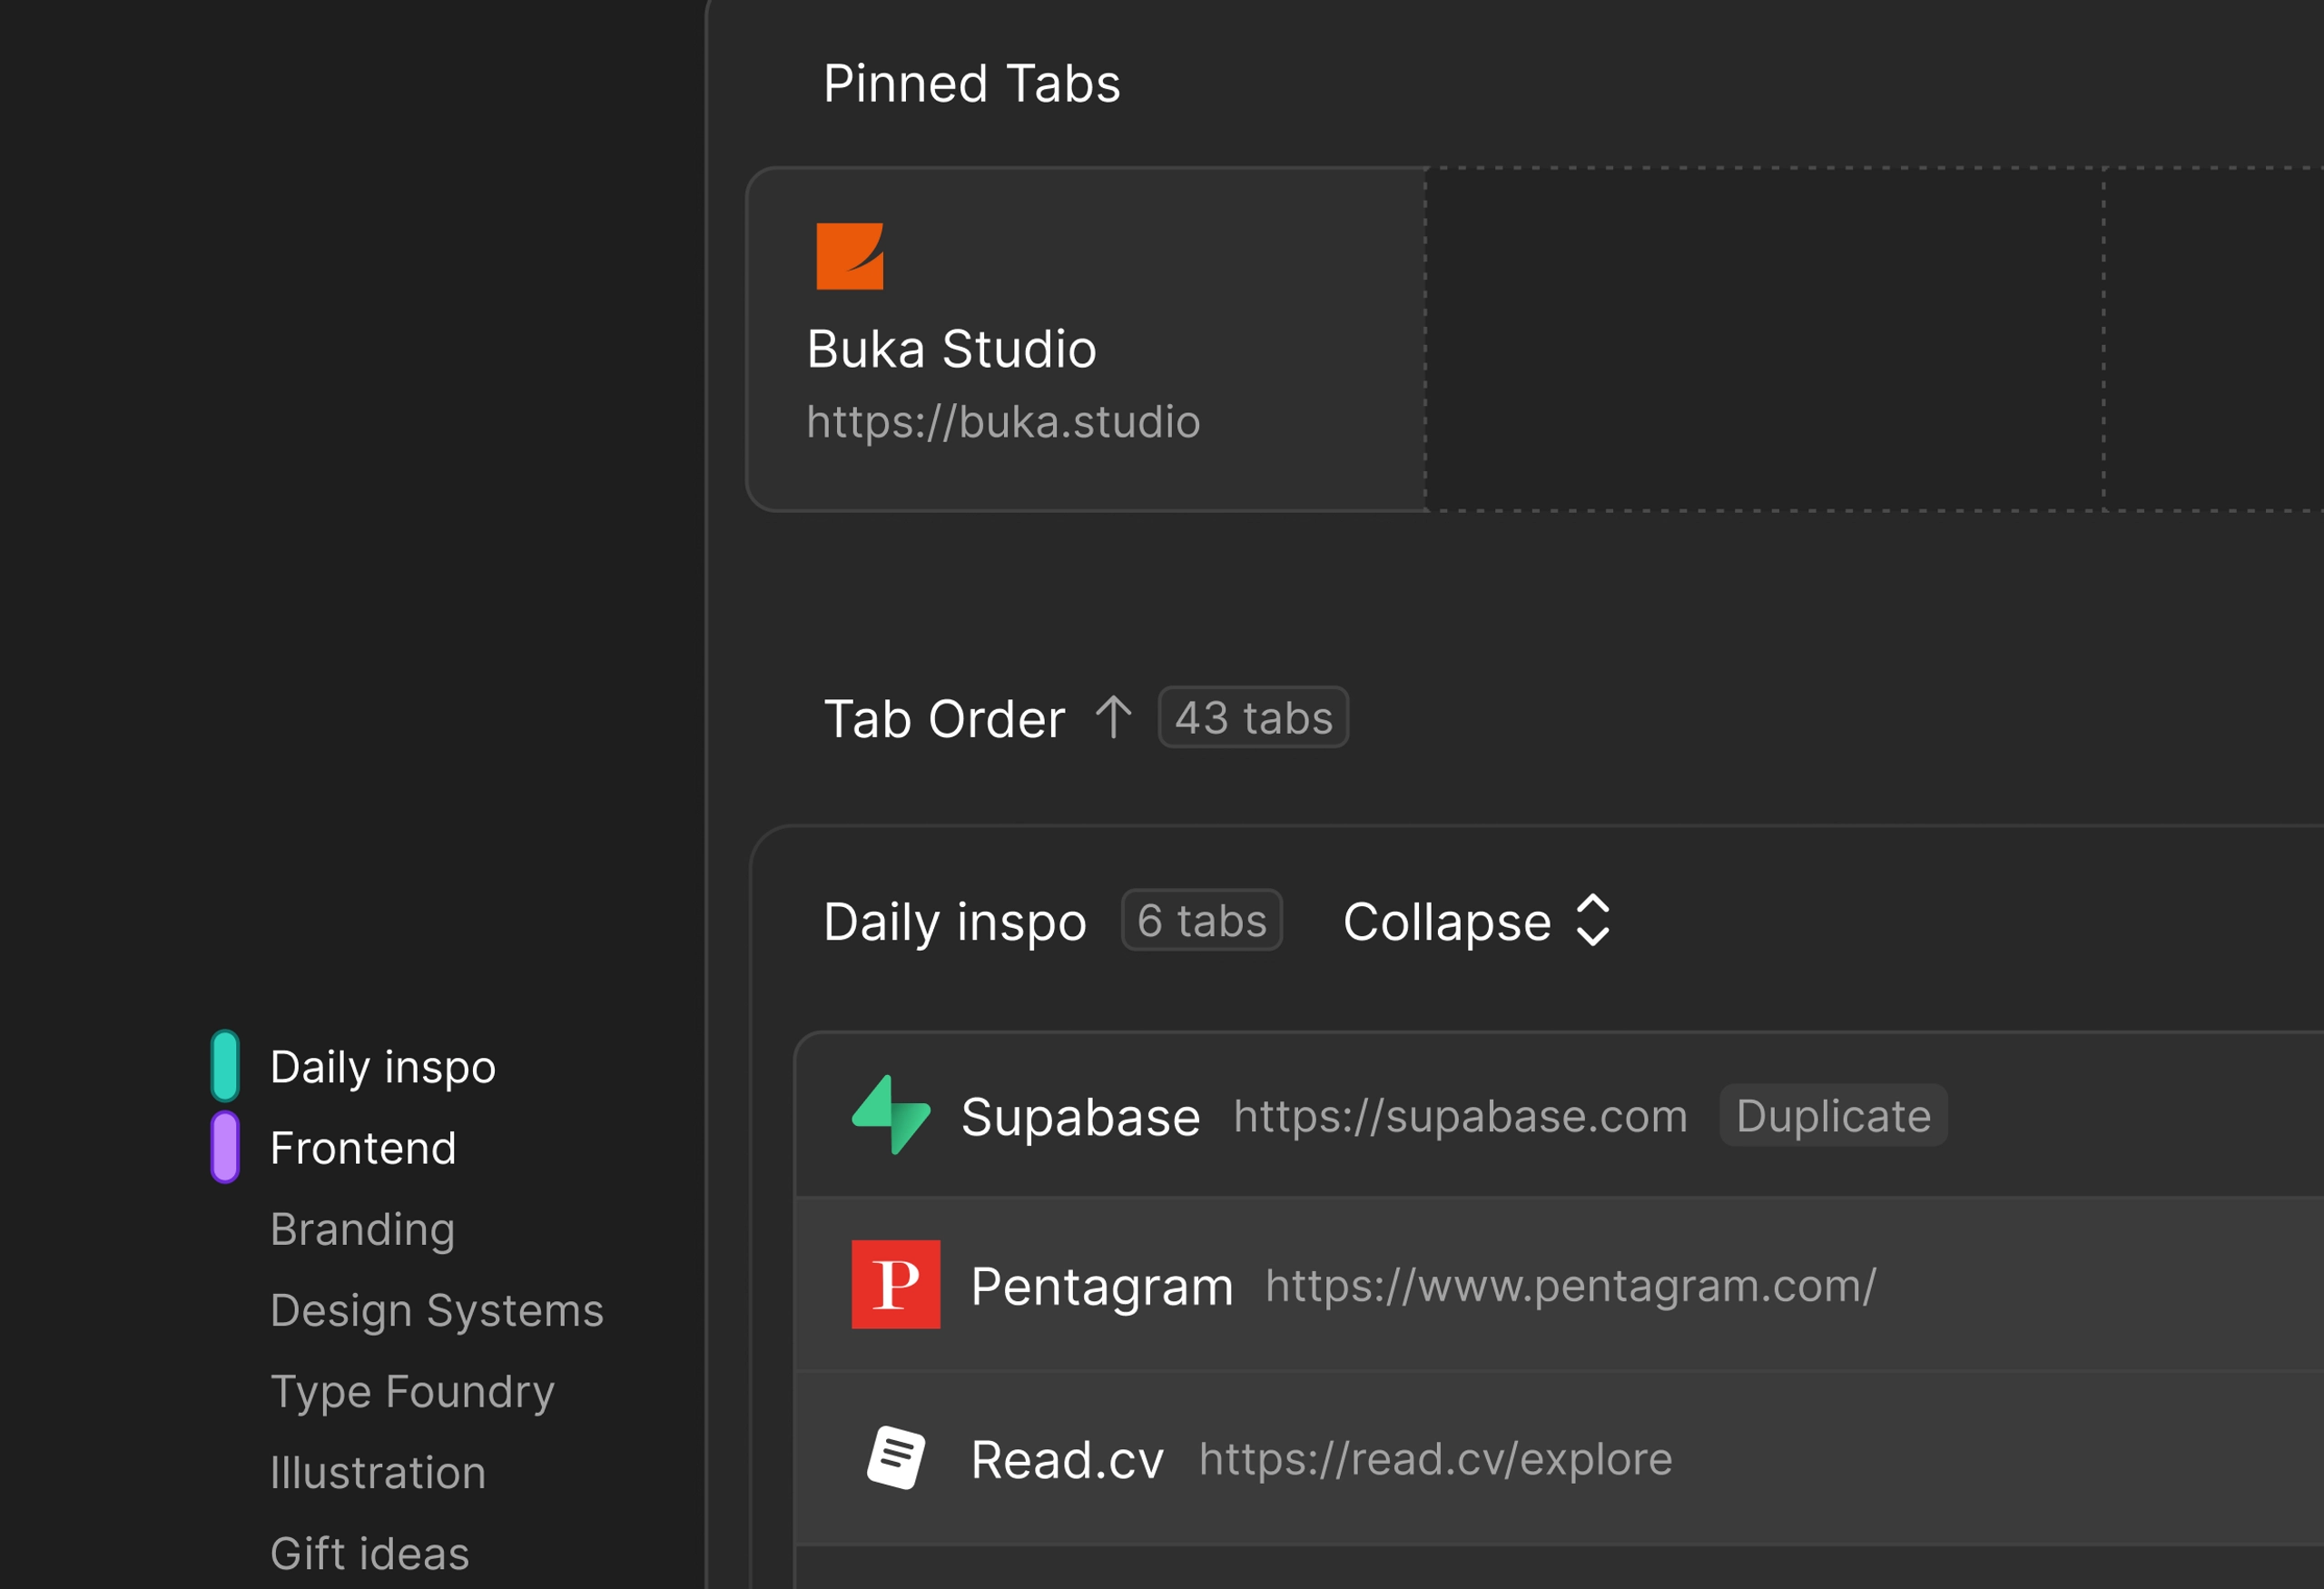 Pinned Tabs
Buka Studio
https://buka.studio
Tab Order
43 tabs
Daily inspo
6 tabs
Collapse
Supabase
https://supabase.com
Duplicate
P
Pentagram
https://www.pentagram.com/
Read.cv
https://read.cv/explore
Daily inspo
Frontend
Branding
Design Systems
Type Foundry
Illustration
Gift ideas